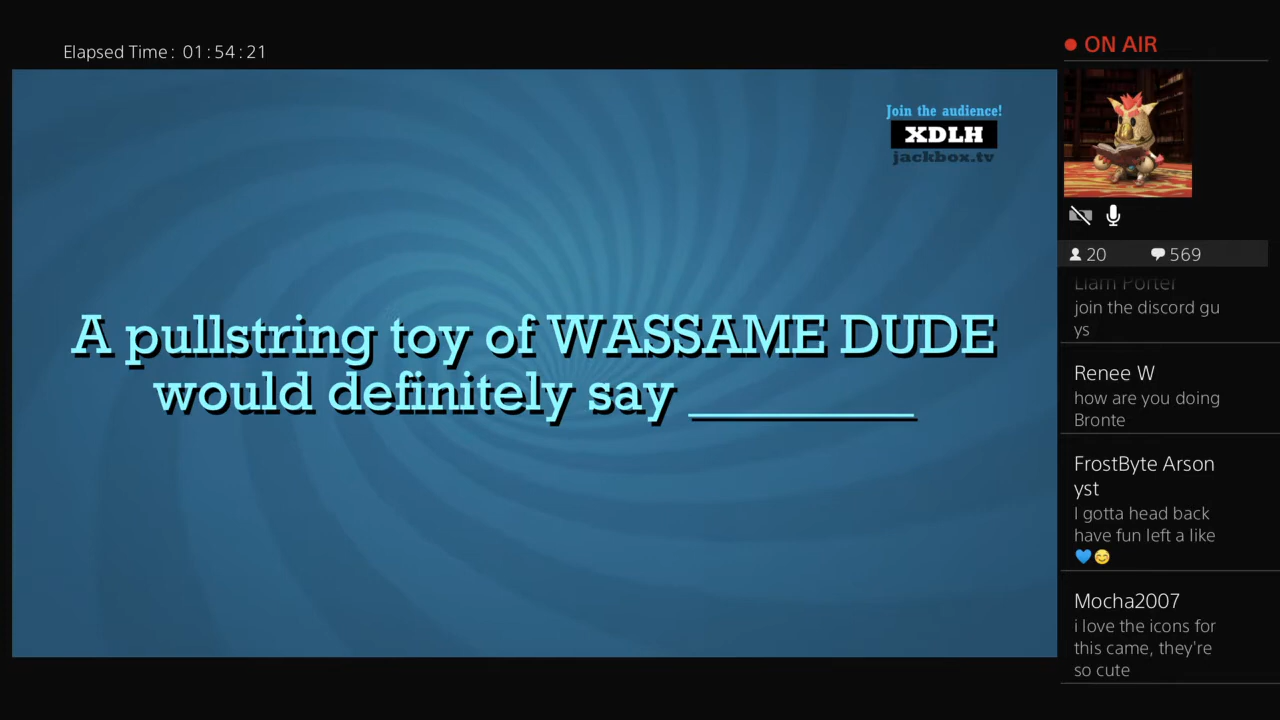 Elapsed Time: 01:54:21
ON AIR
Join the audience!
XDLH
jackbox.tv
A pullstring toy of WASSAME DUDE
would definitely say ________
20 569
Liam Porter
join the discord gu
ys
Renee W
how are you doing
Bronte
FrostByte Arson
yst
I gotta head back
have fun left a like
💙😊
Mocha2007
i love the icons for
this came, they're
so cute